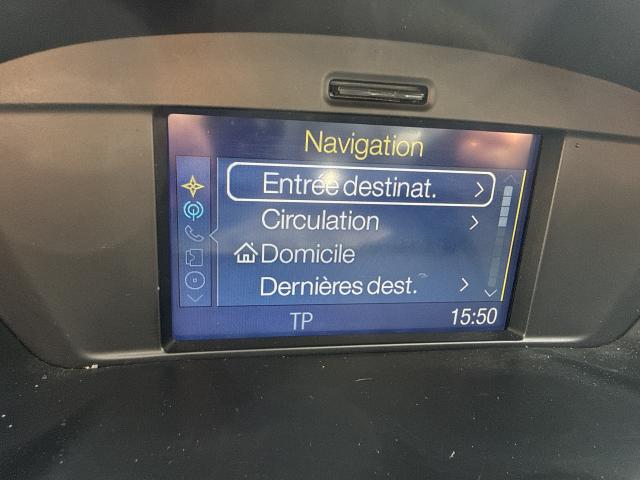 Navigation
Entrée destinat.
Circulation
Domicile
Dernières dest.
TP 15:50